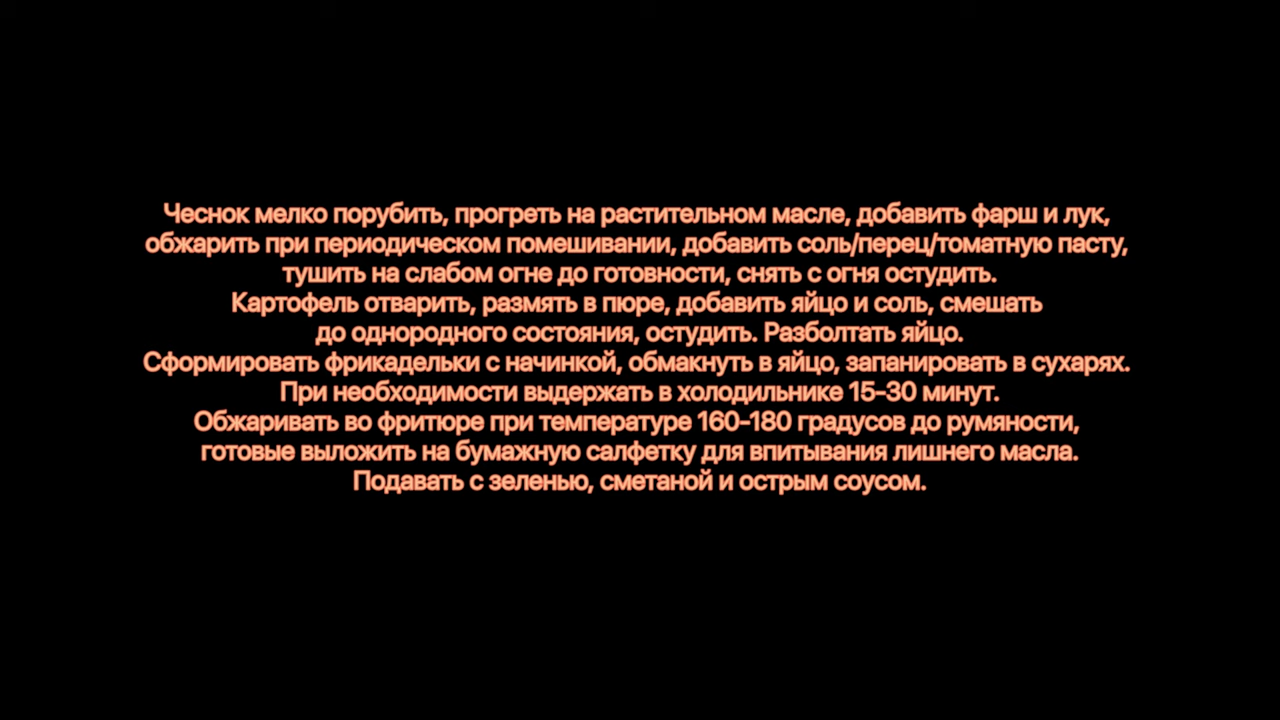 Чеснок мелко порубить, прогреть на растительном масле, добавить фарш и лук,
обжарить при периодическом помешивании, добавить соль/перец/томатную пасту,
тушить на слабом огне до готовности, снять с огня остудить.
Картофель отварить, размять в пюре, добавить яйцо и соль, смешать
до однородного состояния, остудить. Разболтать яйцо.
Сформировать фрикадельки с начинкой, обмакнуть в яйцо, запанировать в сухарях.
При необходимости выдержать в холодильнике 15-30 минут.
Обжаривать во фритюре при температуре 160-180 градусов до румяности,
готовые выложить на бумажную салфетку для впитывания лишнего масла.
Подавать с зеленью, сметаной и острым соусом.